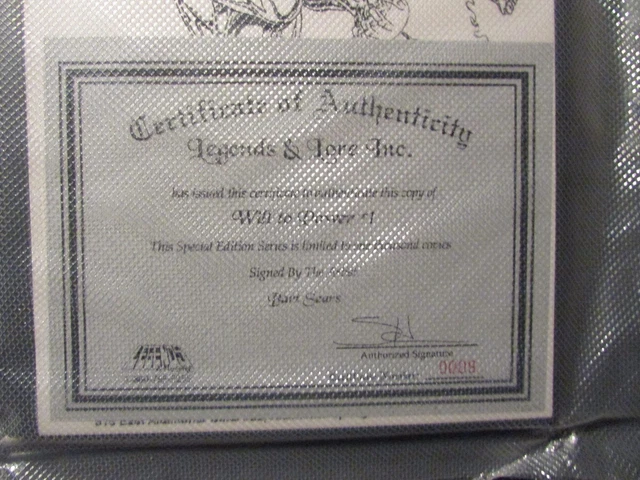 Certificate of Authenticity
Legends & Lore Inc.
has issued this certificate to authenticate this copy of
Will to Power #1
This Special Edition Series is limited to one thousand copies
Signed By The Artist
Bart Sears
Authorized Signature
Number: 0009